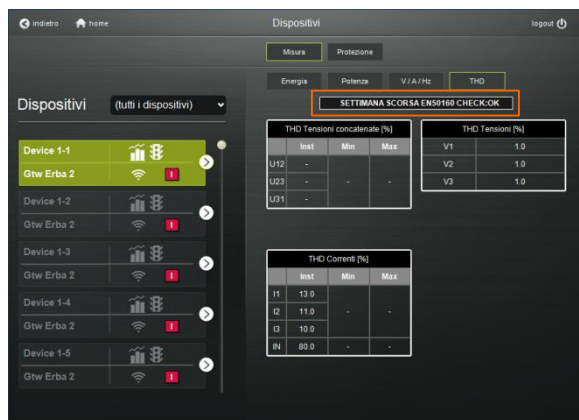 indietro home Dispositivi logout
Misura Protezione
Energia Potenza V/A/Hz THD
SETTIMANA SCORSA EN50160 CHECK:OK
Dispositivi (tutti i dispositivi)
Device 1-1
Gtw Erba 2 I
Device 1-2
Gtw Erba 2 I
Device 1-3
Gtw Erba 2 I
Device 1-4
Gtw Erba 2 I
Device 1-5
Gtw Erba 2 I
THD Tensioni concatenate [%]
Inst Min Max
U12 - - -
U23 -
U31 -
THD Tensioni [%]
V1 1.0
V2 1.0
V3 1.0
THD Correnti [%]
Inst Min Max
I1 13.0
I2 11.0 - -
I3 10.0
IN 80.0 - -